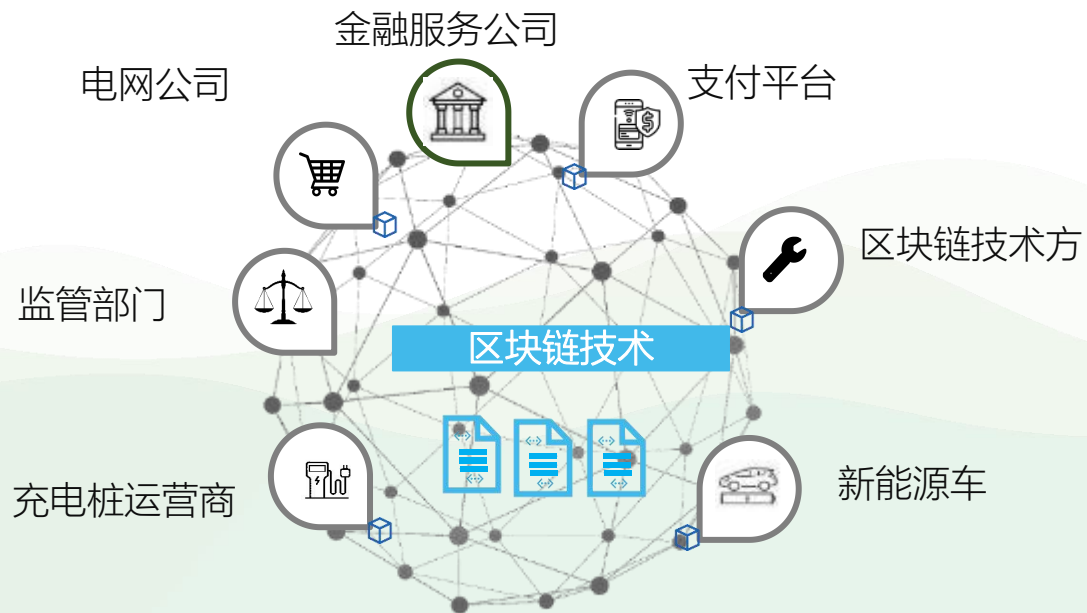 金融服务公司
电网公司
支付平台
区块链技术方
监管部门
区块链技术
充电桩运营商
新能源车